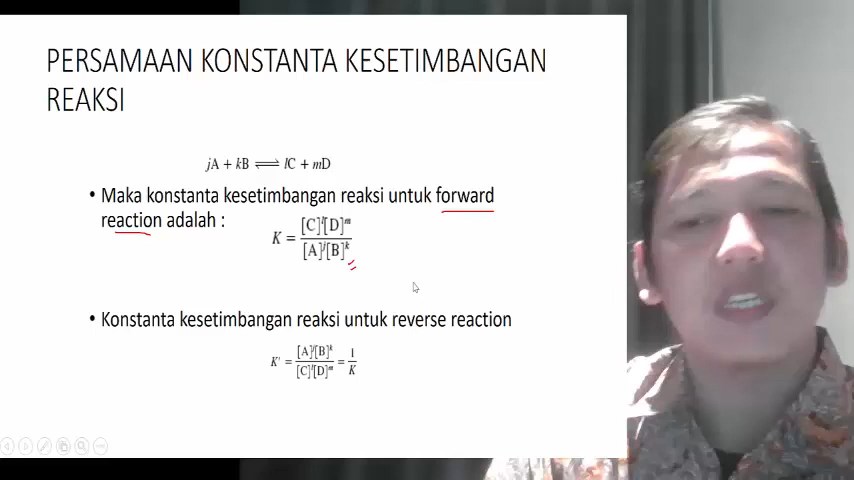 PERSAMAAN KONSTANTA KESETIMBANGAN
REAKSI
jA + kB ⇌ lC + mD
• Maka konstanta kesetimbangan reaksi untuk forward
reaction adalah :
K = [C]^l[D]^m / [A]^j[B]^k
• Konstanta kesetimbangan reaksi untuk reverse reaction
K' = [A]^j[B]^k / [C]^l[D]^m = 1 / K